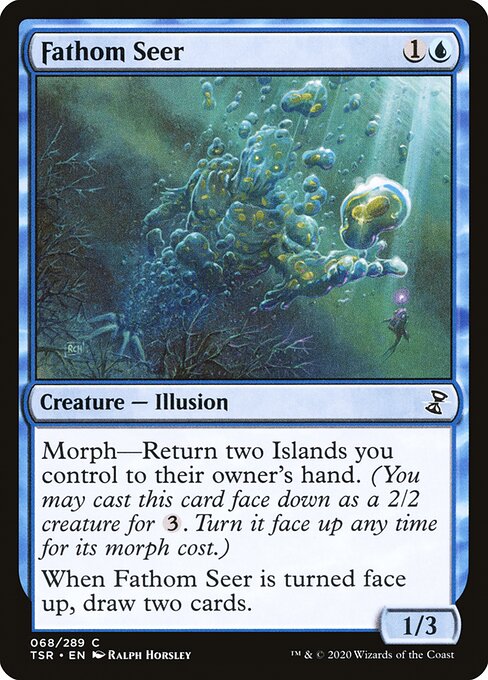 Fathom Seer 1
RCH
Creature — Illusion
Morph—Return two Islands you
control to their owner's hand. (You
may cast this card face down as a 2/2
creature for 3. Turn it face up any time
for its morph cost.)
When Fathom Seer is turned face
up, draw two cards.
1/3
068/289 C
TSR • EN Ralph Horsley
™ & © 2020 Wizards of the Coast